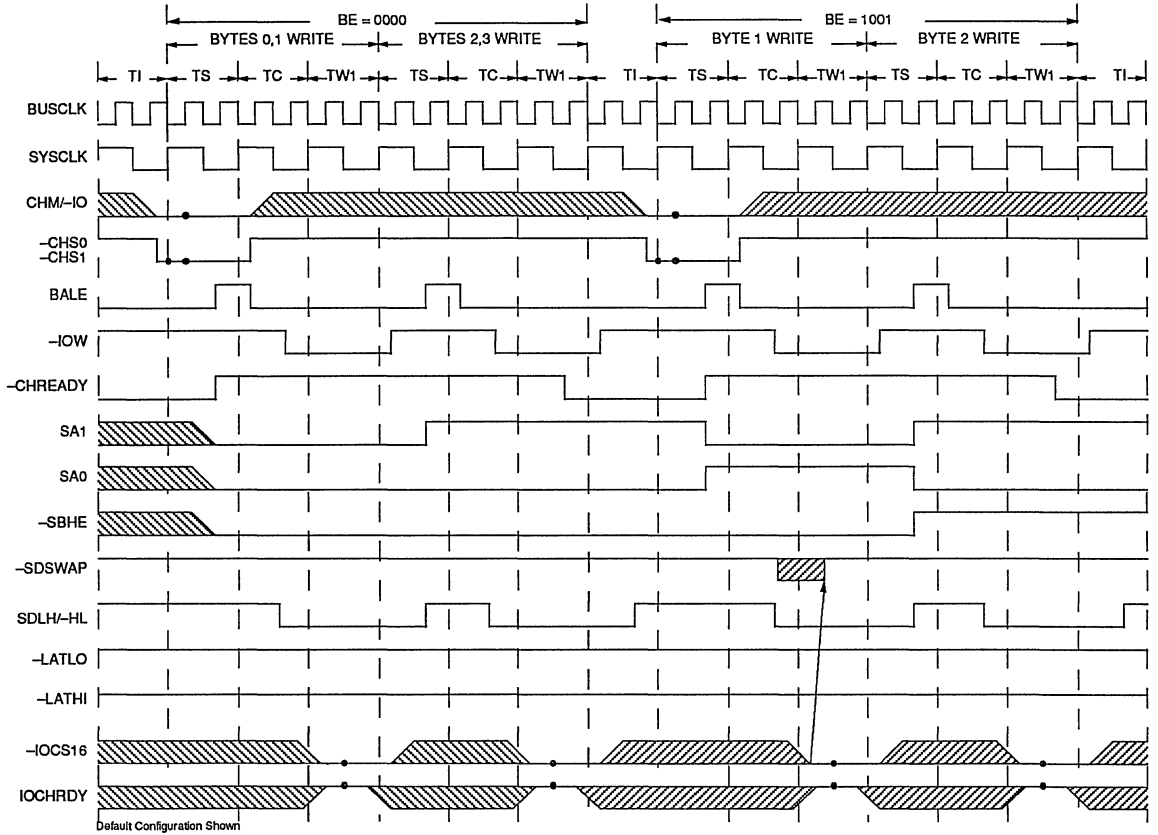 BE = 0000 BE = 1001
BYTES 0,1 WRITE BYTES 2,3 WRITE BYTE 1 WRITE BYTE 2 WRITE
TI TS TC TW1 TS TC TW1 TI TS TC TW1 TS TC TW1 TI
BUSCLK
SYSCLK
CHM/–IO
–CHS0
–CHS1
BALE
–IOW
–CHREADY
SA1
SA0
–SBHE
–SDSWAP
SDLH/–HL
–LATLO
–LATHI
–IOCS16
IOCHRDY
Default Configuration Shown